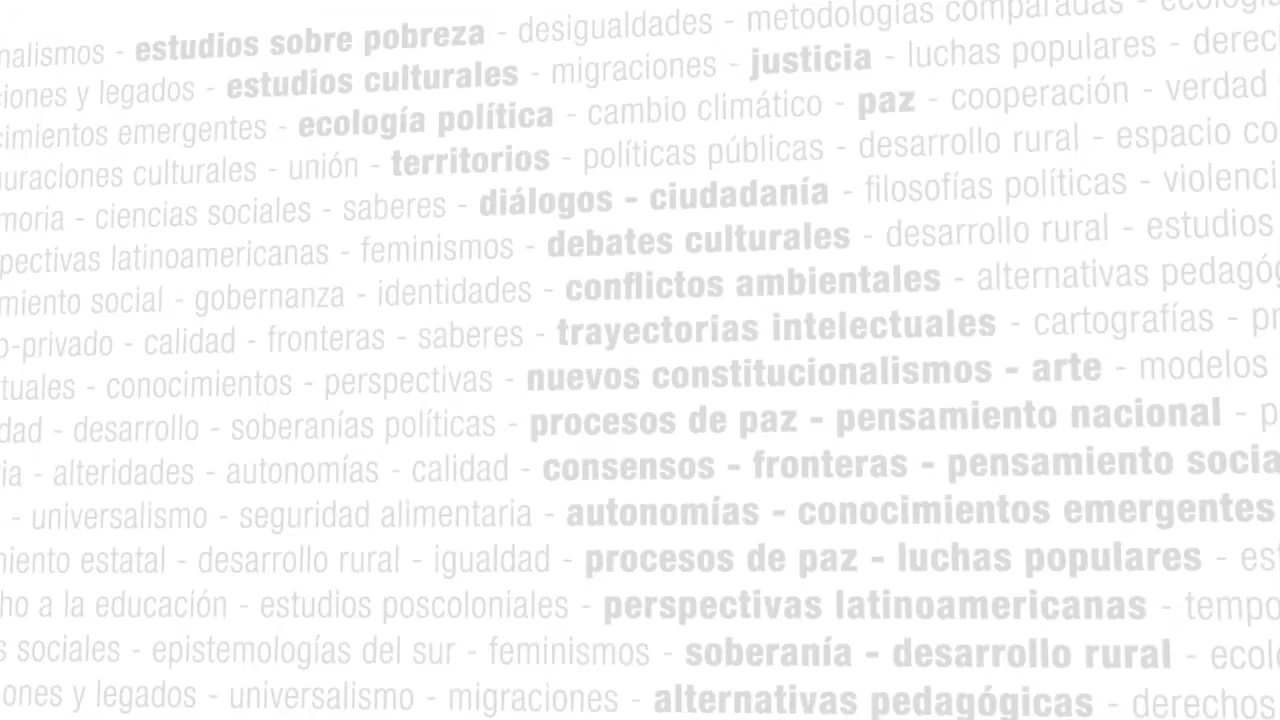 nalismos - estudios sobre pobreza - desigualdades - metodologías comparadas - ecología
iones y legados - estudios culturales - migraciones - justicia - luchas populares - derec
cimientos emergentes - ecología política - cambio climático - paz - cooperación - verdad
uraciones culturales - unión - territorios - políticas públicas - desarrollo rural - espacio co
moria - ciencias sociales - saberes - diálogos - ciudadanía - filosofías políticas - violenci
pectivas latinoamericanas - feminismos - debates culturales - desarrollo rural - estudios
miento social - gobernanza - identidades - conflictos ambientales - alternativas pedagóg
o-privado - calidad - fronteras - saberes - trayectorias intelectuales - cartografías - pr
tuales - conocimientos - perspectivas - nuevos constitucionalismos - arte - modelos
dad - desarrollo - soberanías políticas - procesos de paz - pensamiento nacional - p
ia - alteridades - autonomías - calidad - consensos - fronteras - pensamiento socia
- universalismo - seguridad alimentaria - autonomías - conocimientos emergentes
niento estatal - desarrollo rural - igualdad - procesos de paz - luchas populares - est
ho a la educación - estudios poscoloniales - perspectivas latinoamericanas - tempo
s sociales - epistemologías del sur - feminismos - soberanía - desarrollo rural - ecol
ones y legados - universalismo - migraciones - alternativas pedagógicas - derechos